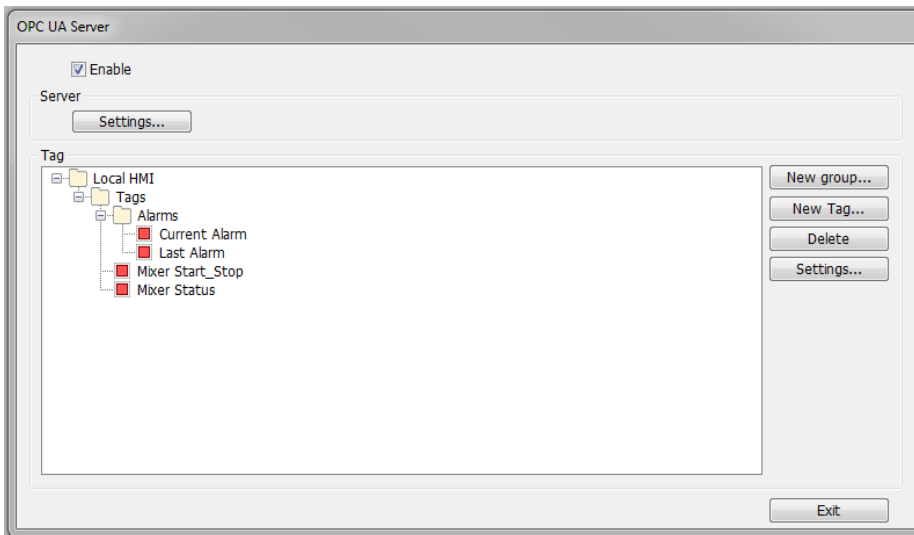 OPC UA Server
Enable
Server
Settings...
Tag
Local HMI
Tags
Alarms
Current Alarm
Last Alarm
Mixer Start_Stop
Mixer Status
New group...
New Tag...
Delete
Settings...
Exit